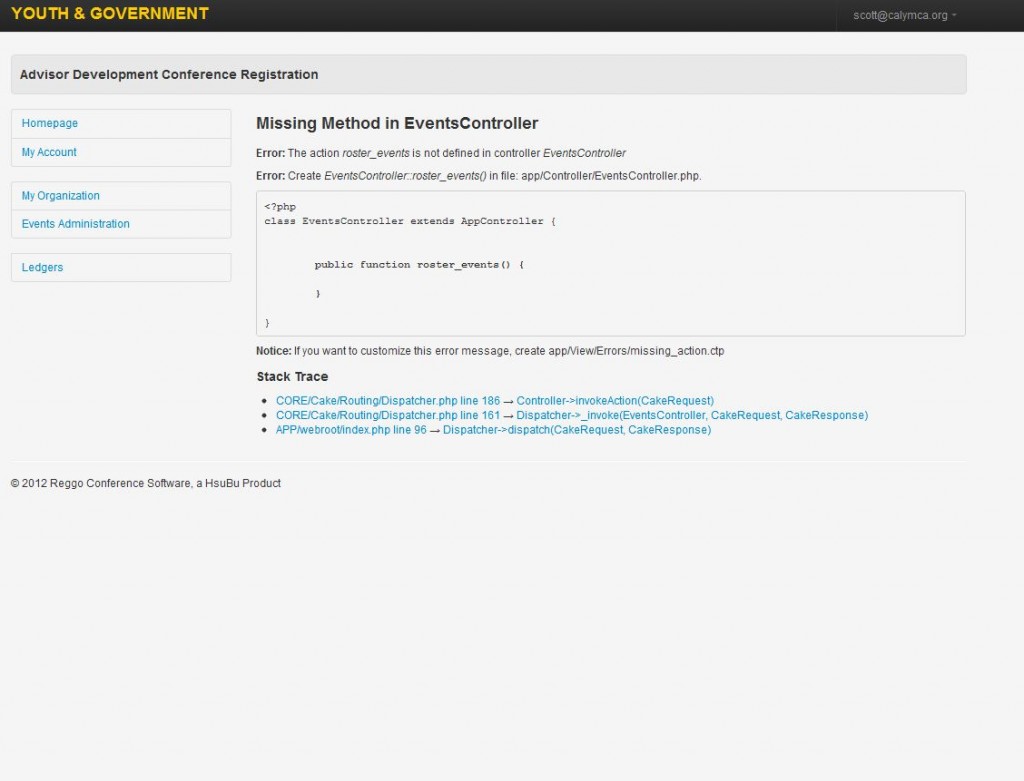 YOUTH & GOVERNMENT
scott@calymca.org
Advisor Development Conference Registration
Homepage
My Account
My Organization
Events Administration
Ledgers
Missing Method in EventsController
Error: The action roster_events is not defined in controller EventsController
Error: Create EventsController::roster_events() in file: app/Controller/EventsController.php.
<?php
class EventsController extends AppController {
public function roster_events() {
}
}
Notice: If you want to customize this error message, create app/View/Errors/missing_action.ctp
Stack Trace
CORE/Cake/Routing/Dispatcher.php line 186 → Controller->invokeAction(CakeRequest)
CORE/Cake/Routing/Dispatcher.php line 161 → Dispatcher->_invoke(EventsController, CakeRequest, CakeResponse)
APP/webroot/index.php line 96 → Dispatcher->dispatch(CakeRequest, CakeResponse)
© 2012 Reggo Conference Software, a HsuBu Product